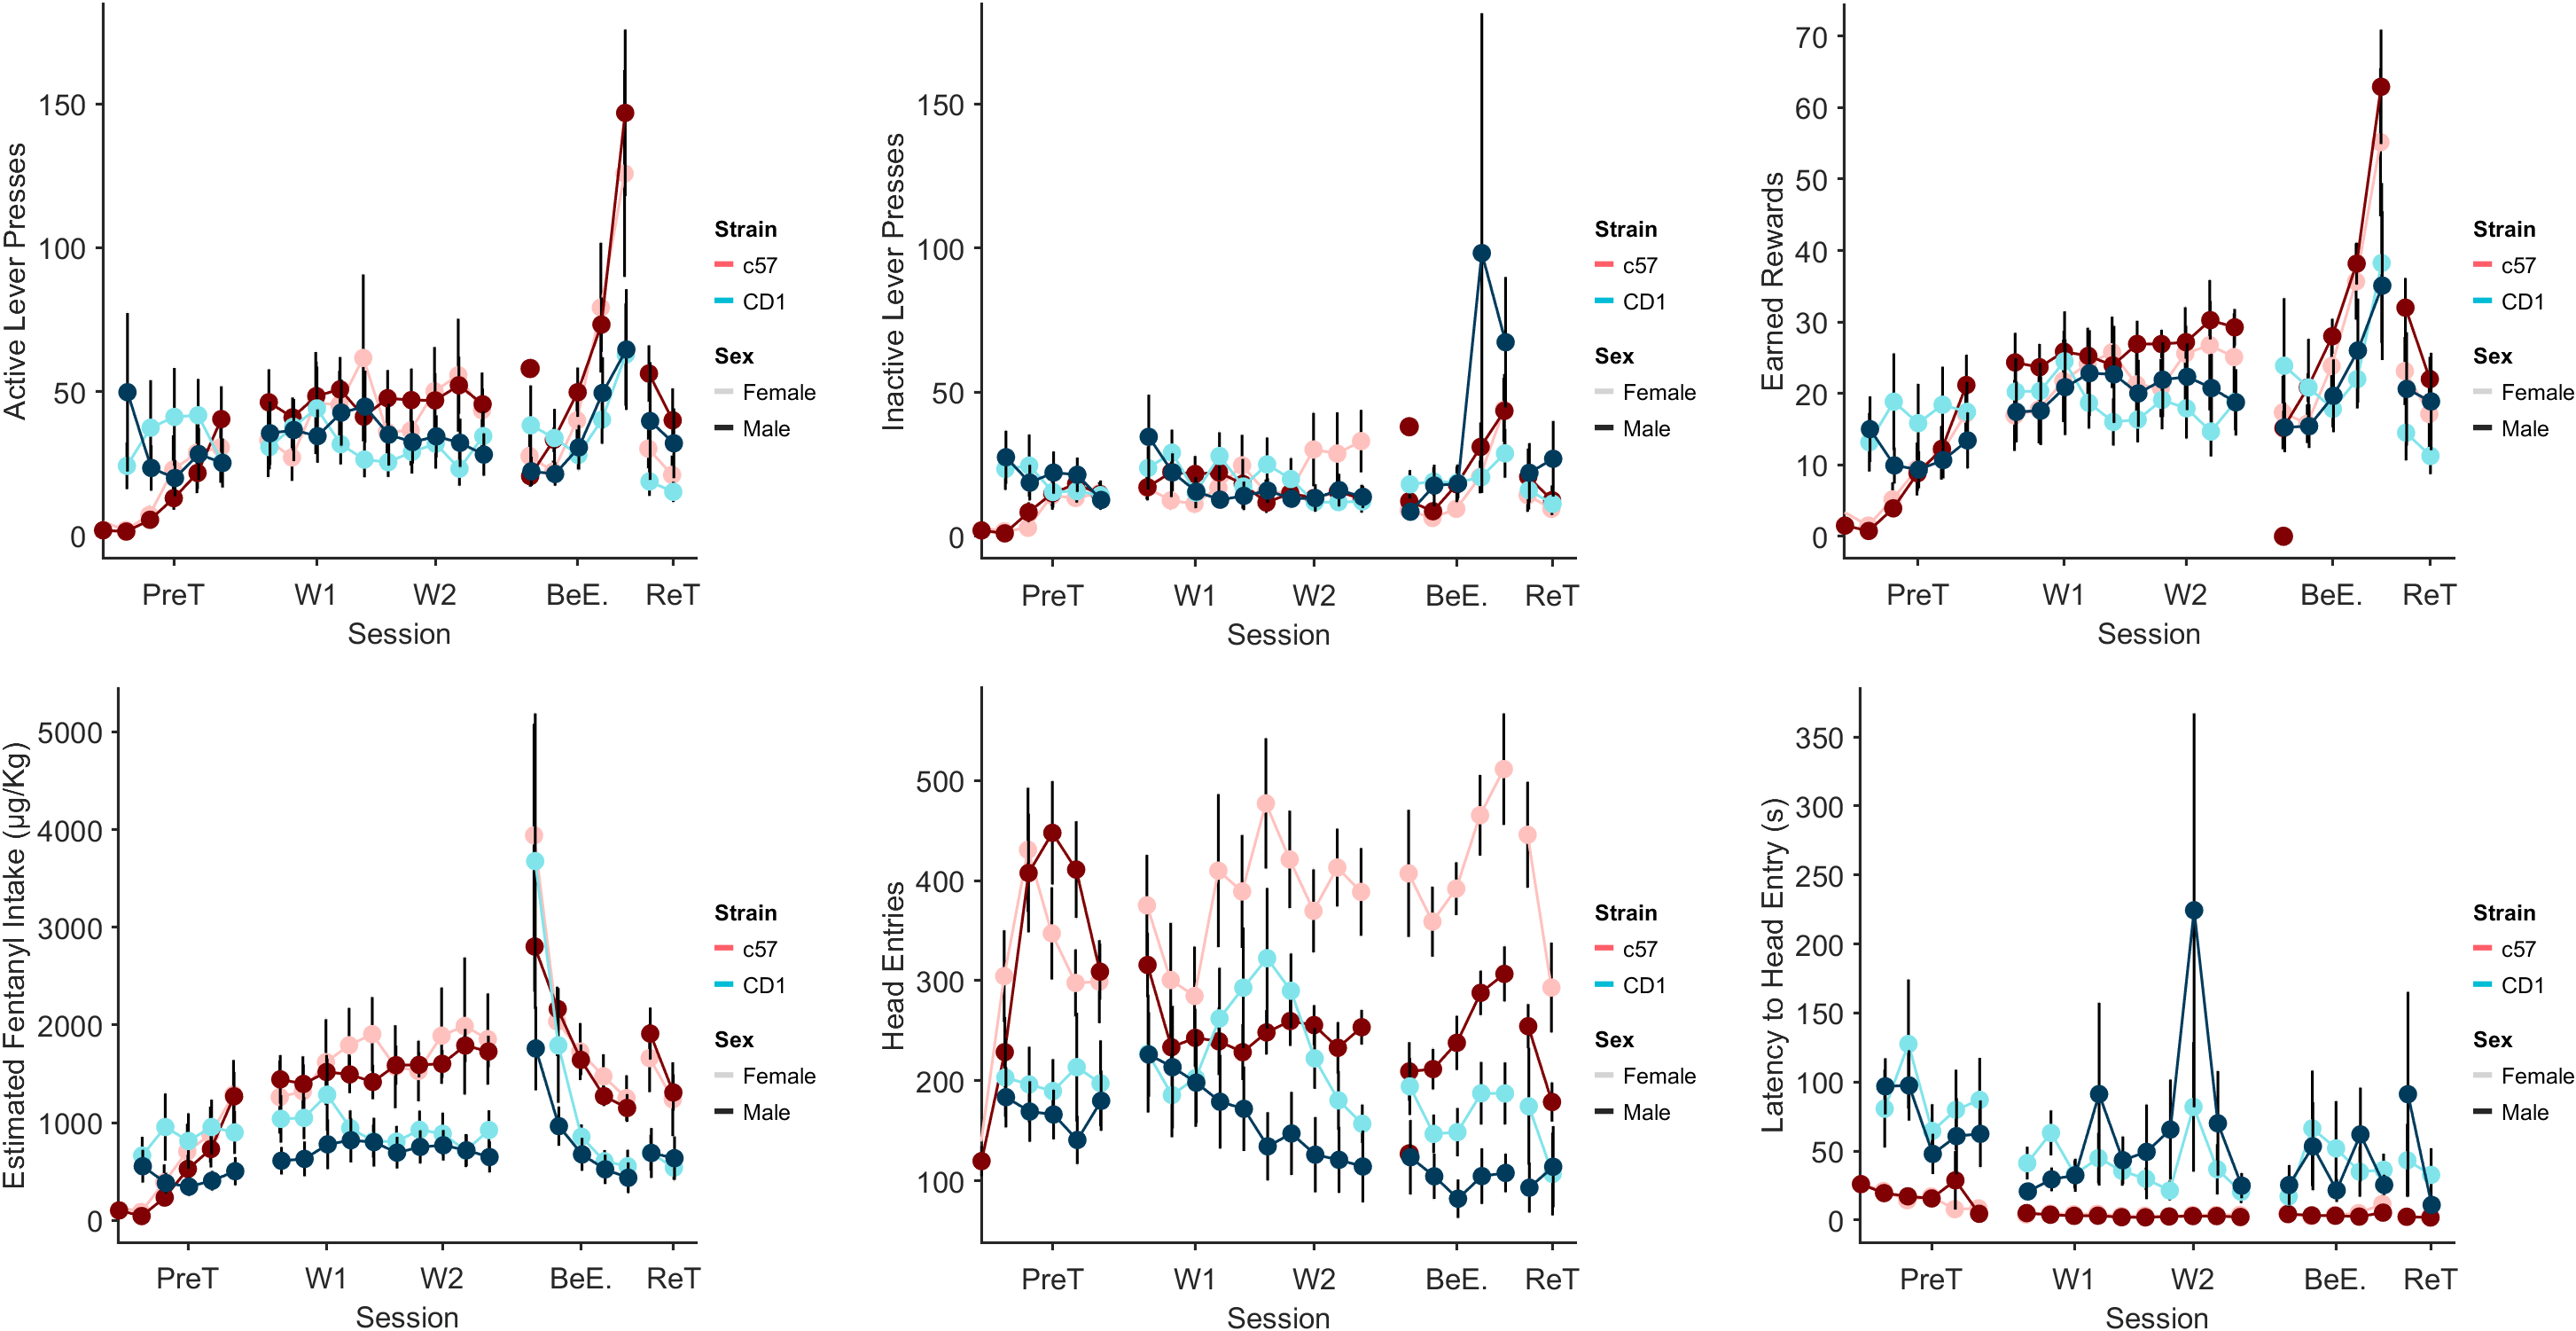 Active Lever Presses
150
100
50
0
PreT W1 W2 BeE. ReT
Session
Strain
c57
CD1
Sex
Female
Male
Inactive Lever Presses
150
100
50
0
PreT W1 W2 BeE. ReT
Session
Strain
c57
CD1
Sex
Female
Male
Earned Rewards
70
60
50
40
30
20
10
0
PreT W1 W2 BeE. ReT
Session
Strain
c57
CD1
Sex
Female
Male
Estimated Fentanyl Intake (μg/Kg)
5000
4000
3000
2000
1000
0
PreT W1 W2 BeE. ReT
Session
Strain
c57
CD1
Sex
Female
Male
Head Entries
500
400
300
200
100
PreT W1 W2 BeE. ReT
Session
Strain
c57
CD1
Sex
Female
Male
Latency to Head Entry (s)
350
300
250
200
150
100
50
0
PreT W1 W2 BeE. ReT
Session
Strain
c57
CD1
Sex
Female
Male